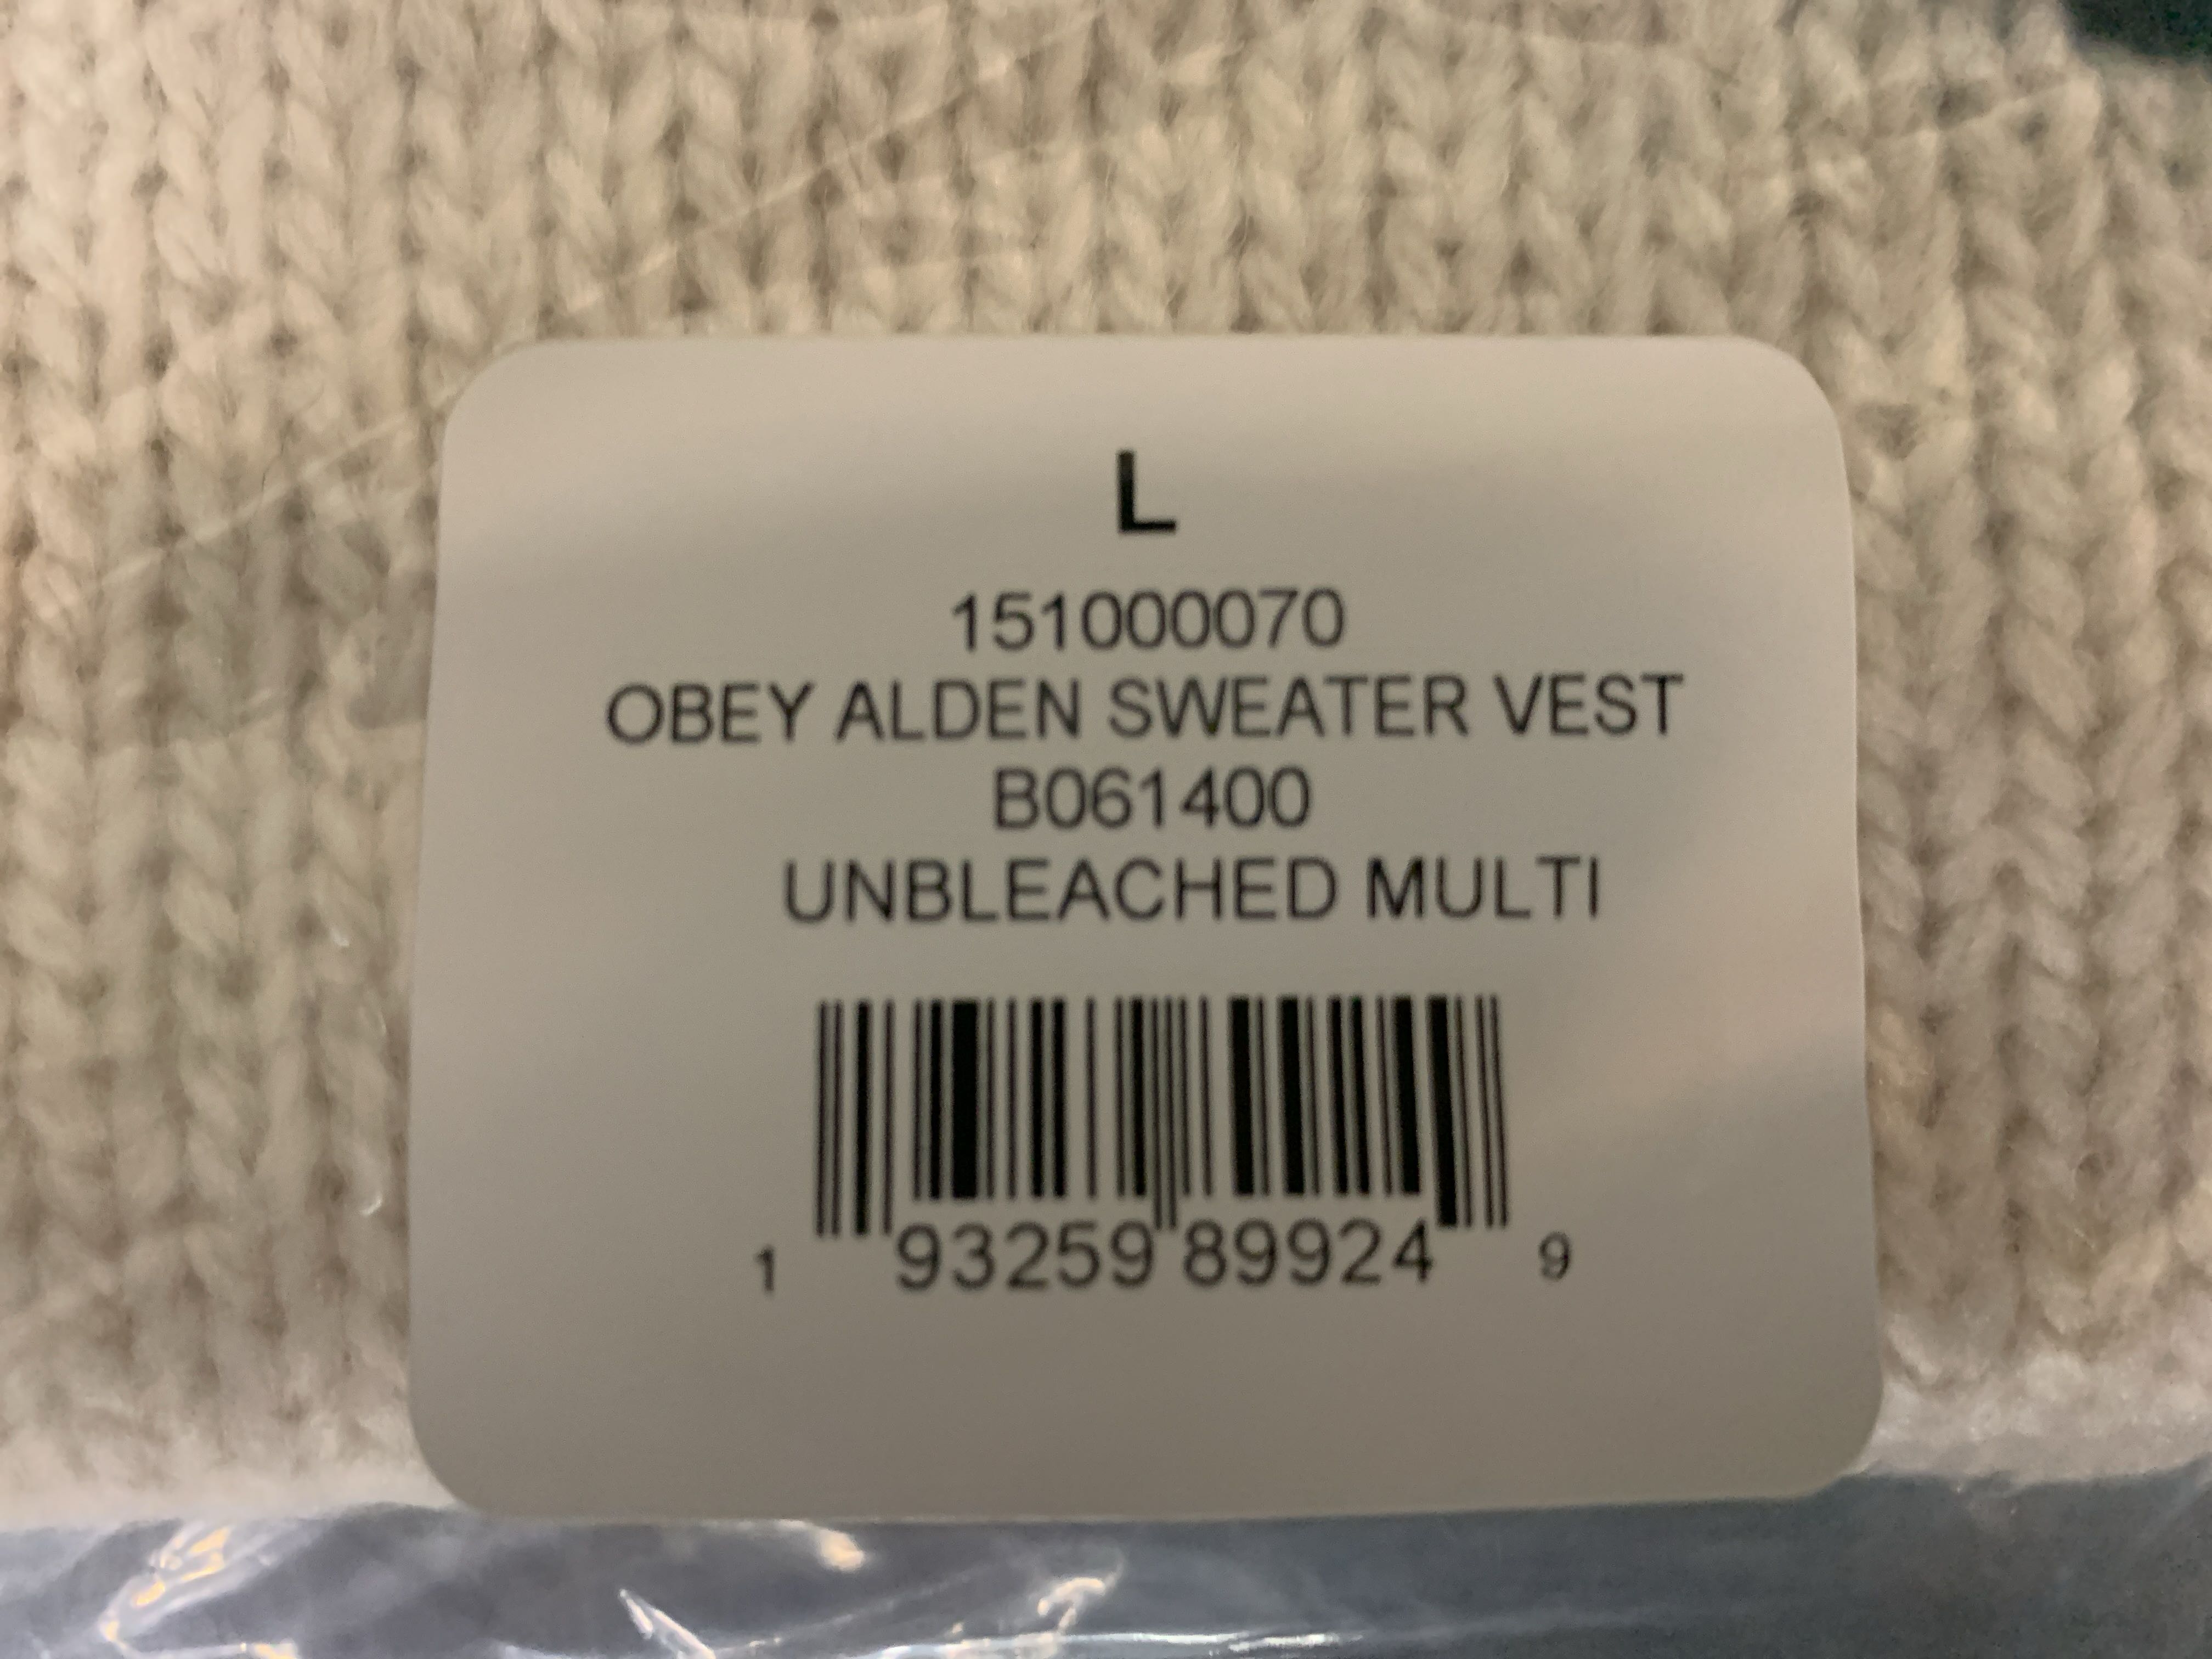 L
151000070
OBEY ALDEN SWEATER VEST
B061400
UNBLEACHED MULTI
1 93259 89924 9